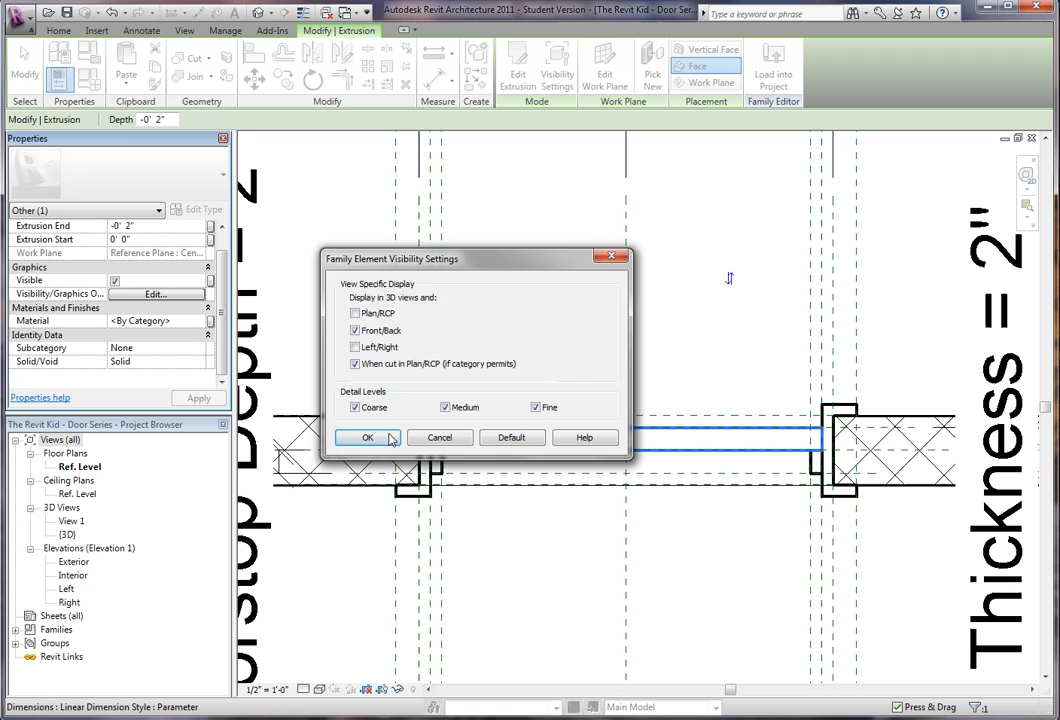 Autodesk Revit Architecture 2011 - Student Version - [The Revit Kid - Door Ser...
Type a keyword or phrase
Home
Insert
Annotate
View
Manage
Add-Ins
Modify | Extrusion
Modify
Paste
Cut
Join
Edit
Extrusion
Visibility
Settings
Edit
Work Plane
Pick
New
Vertical Face
Face
Work Plane
Load into
Project
Select
Properties
Clipboard
Geometry
Modify
Measure
Create
Mode
Work Plane
Placement
Family Editor
Modify | Extrusion
Depth
-0' 2"
Properties
Other (1)
Edit Type
Extrusion End
-0' 2"
Extrusion Start
0' 0"
Work Plane
Reference Plane : Cen...
Graphics
Visible
Visibility/Graphics O...
Edit...
Materials and Finishes
Material
<By Category>
Identity Data
Subcategory
None
Solid/Void
Solid
Properties help
Apply
The Revit Kid - Door Series - Project Browser
Views (all)
Floor Plans
Ref. Level
Ceiling Plans
Ref. Level
3D Views
View 1
{3D}
Elevations (Elevation 1)
Exterior
Interior
Left
Right
Sheets (all)
Families
Groups
Revit Links
Family Element Visibility Settings
View Specific Display
Display in 3D views and:
Plan/RCP
Front/Back
Left/Right
When cut in Plan/RCP (if category permits)
Detail Levels
Coarse
Medium
Fine
OK
Cancel
Default
Help
Thickness = 2"
1/2" = 1'-0"
Dimensions : Linear Dimension Style : Parameter
Main Model
Press & Drag
:1